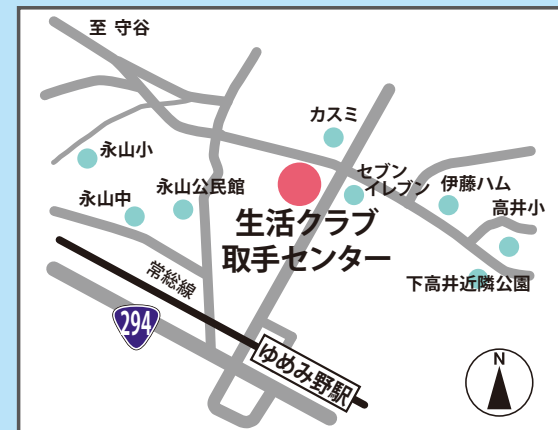 至 守谷
カスミ
永山小
セブン
イレブン
伊藤ハム
永山中
永山公民館
高井小
生活クラブ
取手センター
下高井近隣公園
常総線
294
ゆめみ野駅
N